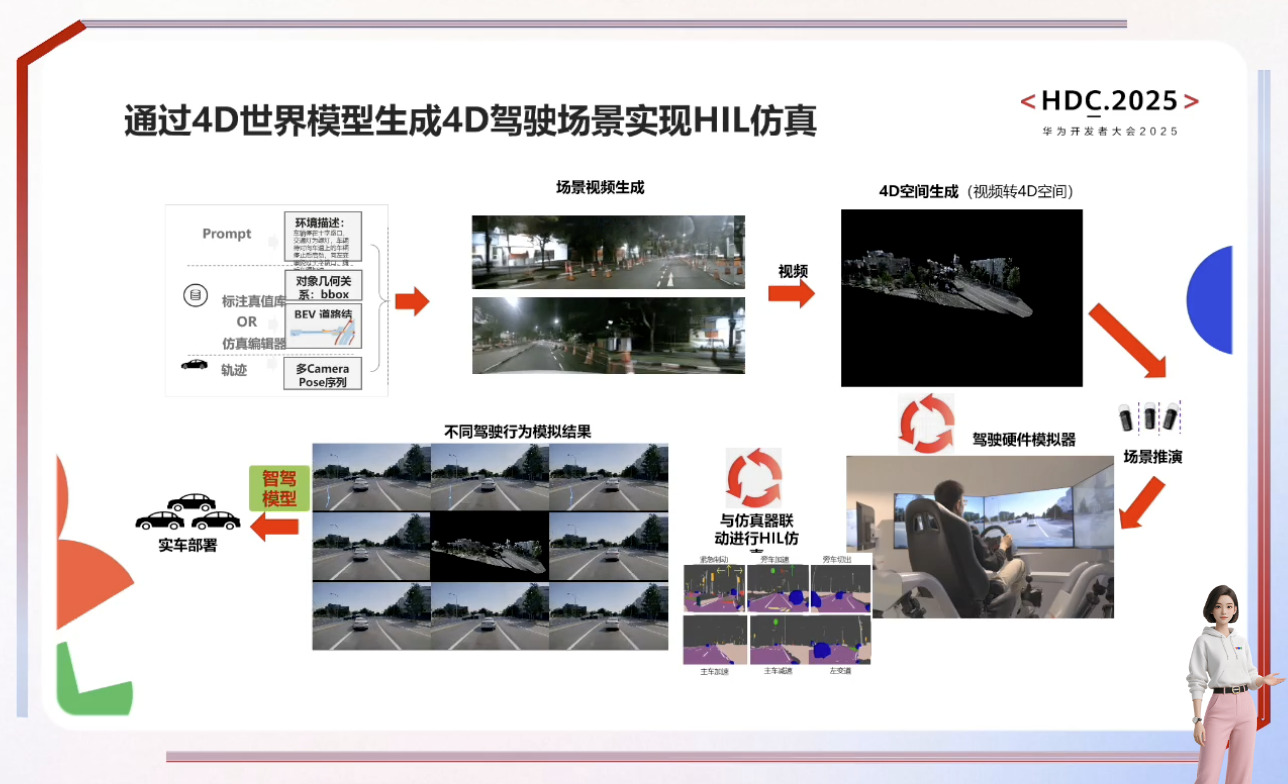 通过4D世界模型生成4D驾驶场景实现HIL仿真
<HDC.2025>
华为开发者大会2025
Prompt
环境描述：
标注真值库
OR
仿真编辑器
对象几何关
系：bbox
BEV 道路结
轨迹
多Camera
Pose序列
场景视频生成
视频
4D空间生成（视频转4D空间）
场景推演
驾驶硬件模拟器
与仿真器联
动进行HIL仿
紧急制动
旁车加速
旁车切出
主车加速
主车减速
左变道
不同驾驶行为模拟结果
智驾
模型
实车部署